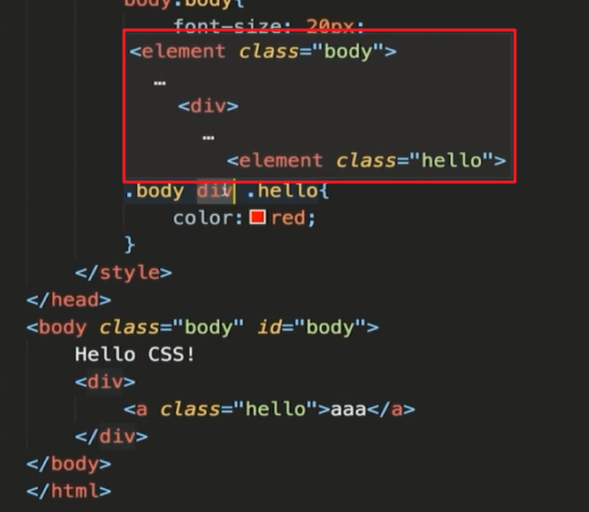 body.body{
font-size: 20px;
<element class="body">
…
<div>
…
<element class="hello">
.body div .hello{
color: red;
}
</style>
</head>
<body class="body" id="body">
Hello CSS!
<div>
<a class="hello">aaa</a>
</div>
</body>
</html>